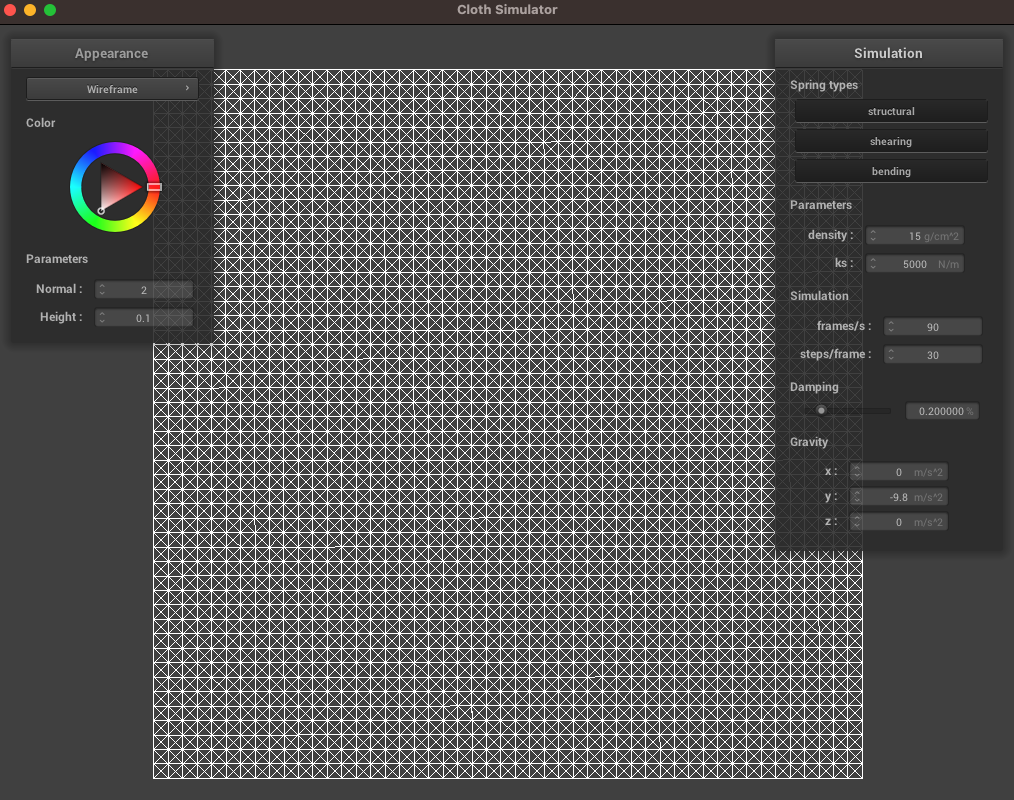 Cloth Simulator
Appearance
Wireframe
Color
Parameters
Normal : 2
Height : 0.1
Simulation
Spring types
structural
shearing
bending
Parameters
density : 15 g/cm^2
ks : 5000 N/m
Simulation
frames/s : 90
steps/frame : 30
Damping
0.200000 %
Gravity
x : 0 m/s^2
y : -9.8 m/s^2
z : 0 m/s^2